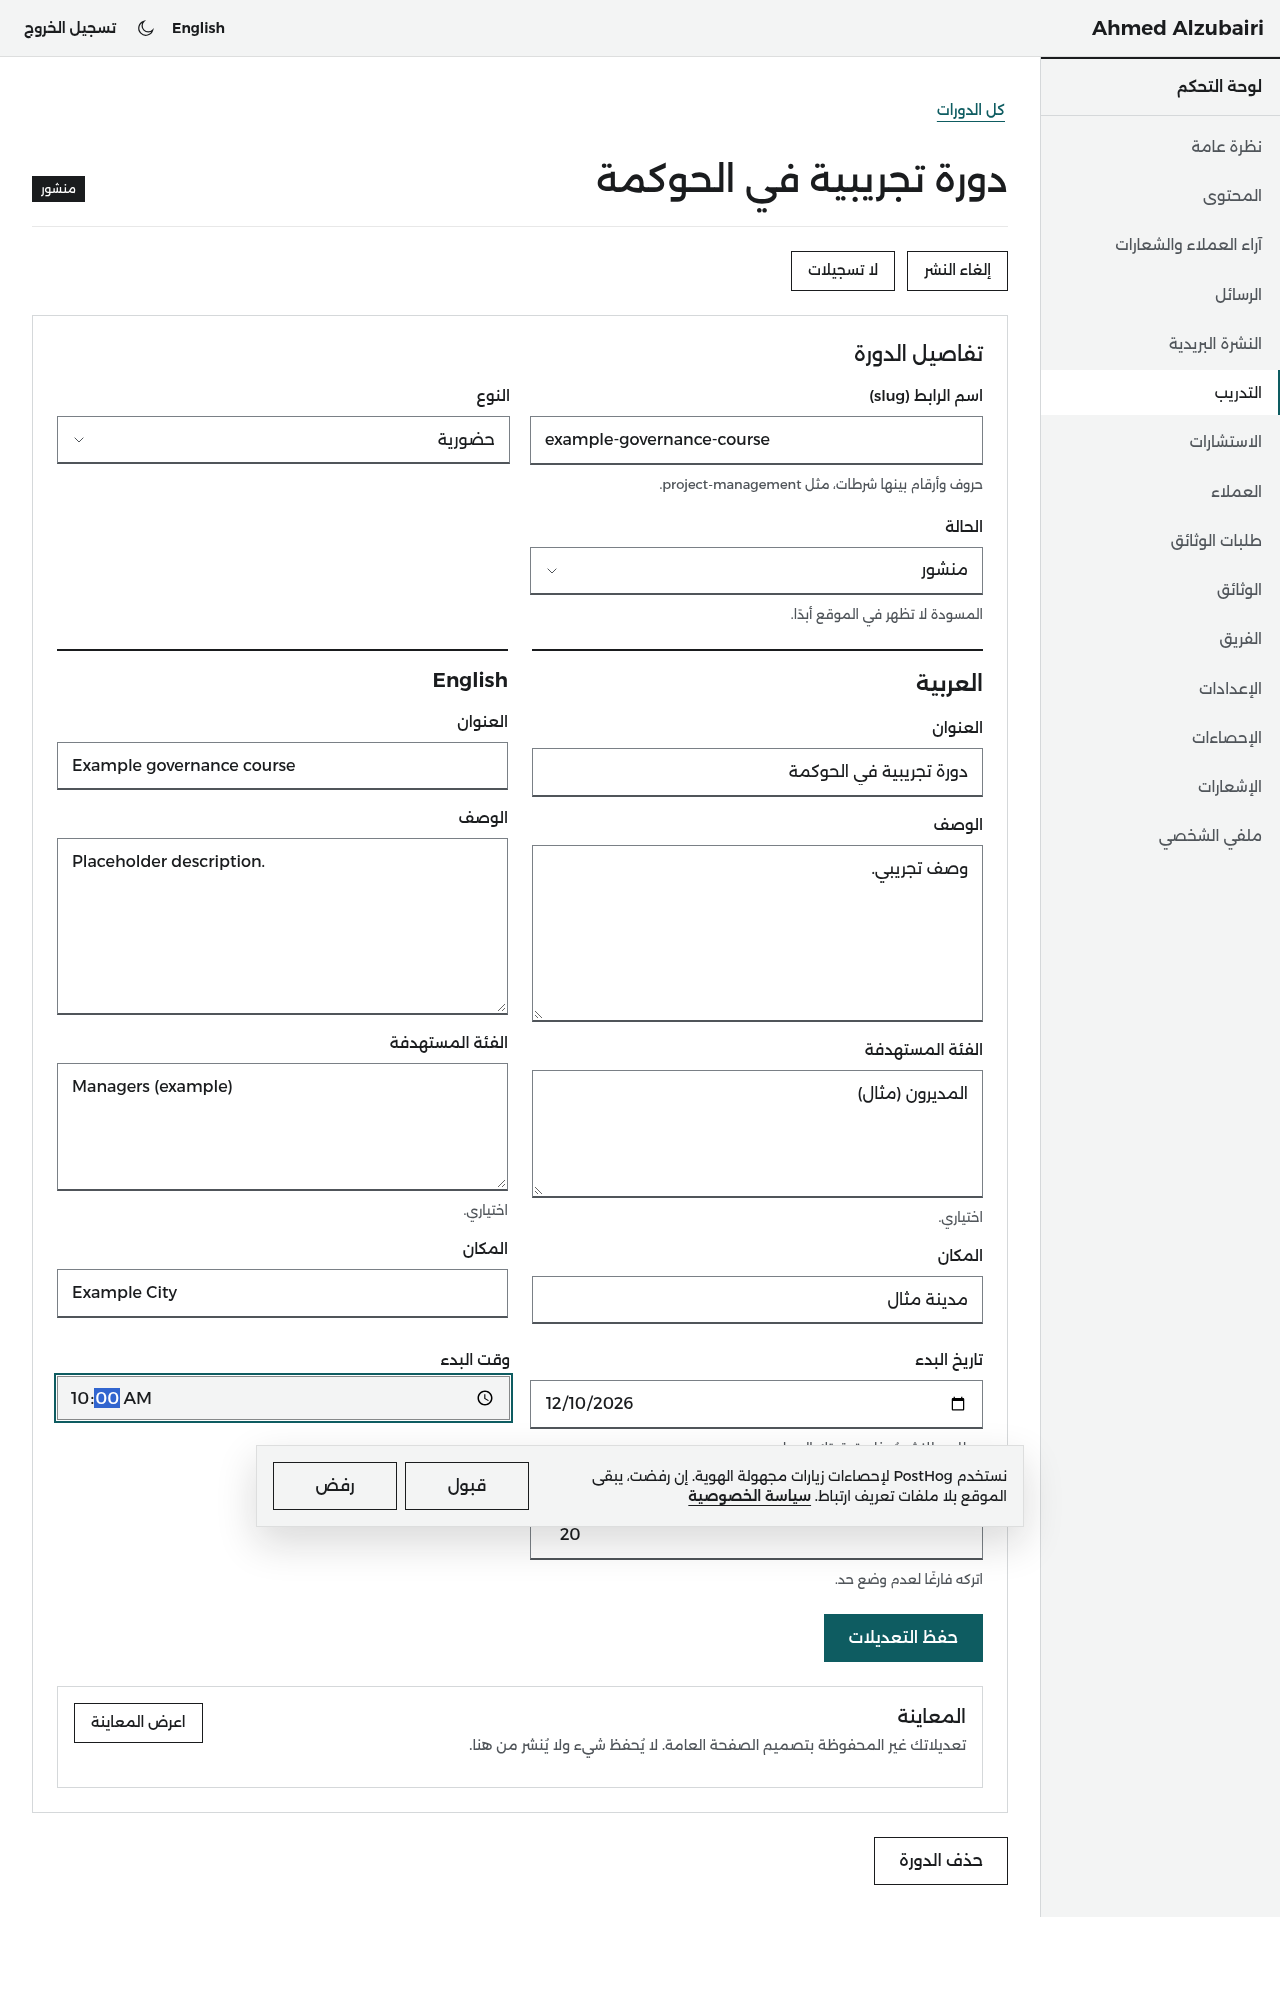 Ahmed Alzubairi
English
تسجيل الخروج
لوحة التحكم
نظرة عامة
المحتوى
آراء العملاء والشعارات
الرسائل
النشرة البريدية
التدريب
الاستشارات
العملاء
طلبات الوثائق
الوثائق
الفريق
الإعدادات
الإحصاءات
الإشعارات
ملفي الشخصي
كل الدورات
دورة تجريبية في الحوكمة
منشور
إلغاء النشر
لا تسجيلات
تفاصيل الدورة
اسم الرابط (slug)
example-governance-course
حروف وأرقام بينها شرطات، مثل project-management.
النوع
حضورية
الحالة
منشور
المسودة لا تظهر في الموقع أبدًا.
العربية
العنوان
دورة تجريبية في الحوكمة
الوصف
وصف تجريبي.
الفئة المستهدفة
المديرون (مثال)
اختياري.
المكان
مدينة مثال
English
العنوان
Example governance course
الوصف
Placeholder description.
الفئة المستهدفة
Managers (example)
اختياري.
المكان
Example City
تاريخ البدء
12/10/2026
وقت البدء
10:00 AM
نستخدم PostHog لإحصاءات زيارات مجهولة الهوية. إن رفضت، يبقى
الموقع بلا ملفات تعريف ارتباط. سياسة الخصوصية
قبول
رفض
20
اتركه فارغًا لعدم وضع حد.
حفظ التعديلات
المعاينة
تعديلاتك غير المحفوظة بتصميم الصفحة العامة. لا يُحفظ شيء ولا يُنشر من هنا.
اعرض المعاينة
حذف الدورة